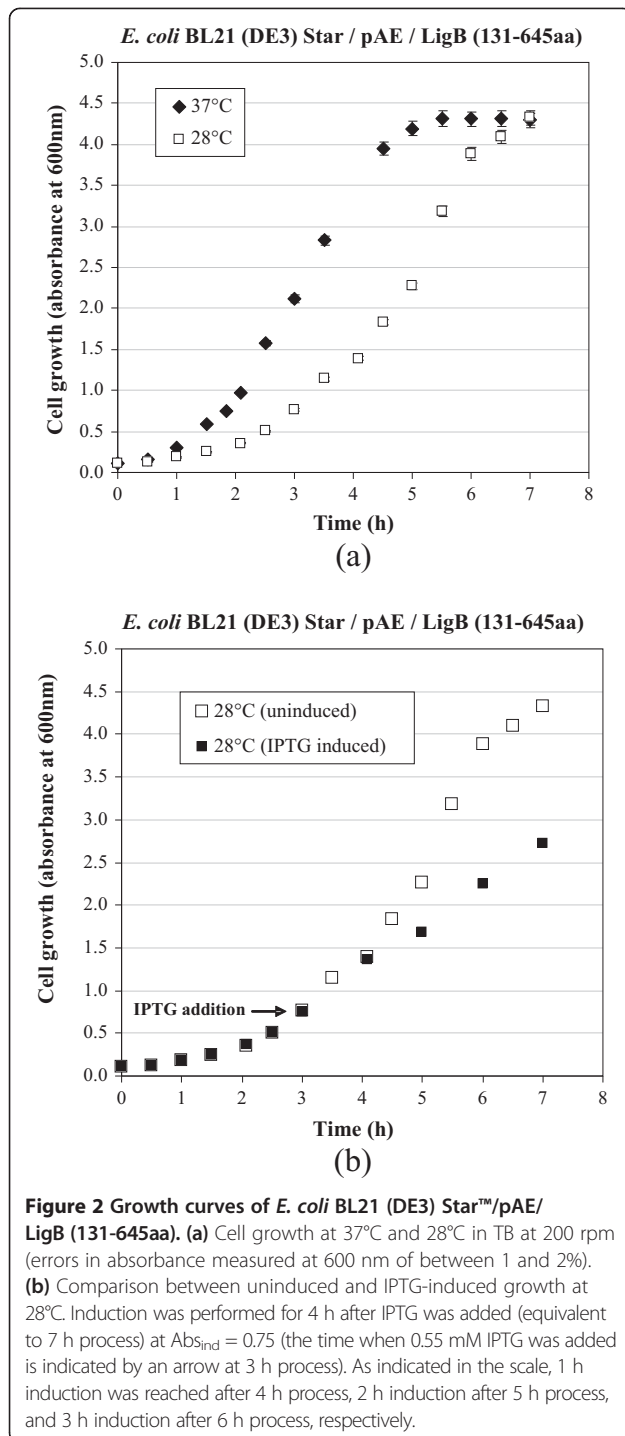 E. coli BL21 (DE3) Star / pAE / LigB (131-645aa)
5.0
4.5
4.0
3.5
3.0
2.5
2.0
1.5
1.0
0.5
0.0
Cell growth (absorbance at 600nm)
37°C
28°C
0 1 2 3 4 5 6 7 8
Time (h)
(a)
E. coli BL21 (DE3) Star / pAE / LigB (131-645aa)
5.0
4.5
4.0
3.5
3.0
2.5
2.0
1.5
1.0
0.5
0.0
Cell growth (absorbance at 600nm)
28°C (uninduced)
28°C (IPTG induced)
IPTG addition
0 1 2 3 4 5 6 7 8
Time (h)
(b)
Figure 2 Growth curves of E. coli BL21 (DE3) Star™/pAE/
LigB (131-645aa). (a) Cell growth at 37°C and 28°C in TB at 200 rpm
(errors in absorbance measured at 600 nm of between 1 and 2%).
(b) Comparison between uninduced and IPTG-induced growth at
28°C. Induction was performed for 4 h after IPTG was added (equivalent
to 7 h process) at Absind = 0.75 (the time when 0.55 mM IPTG was added
is indicated by an arrow at 3 h process). As indicated in the scale, 1 h
induction was reached after 4 h process, 2 h induction after 5 h process,
and 3 h induction after 6 h process, respectively.